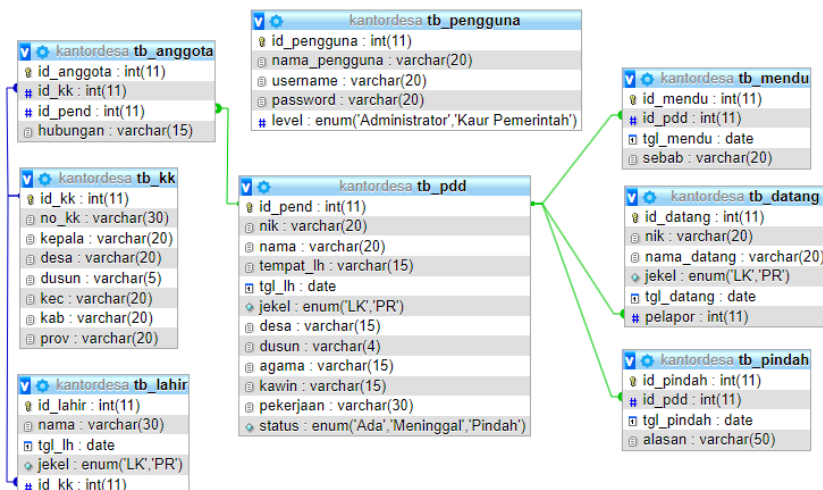 kantordesa tb_anggota
id_anggota : int(11)
id_kk : int(11)
id_pend : int(11)
hubungan : varchar(15)
kantordesa tb_kk
id_kk : int(11)
no_kk : varchar(30)
kepala : varchar(20)
desa : varchar(20)
dusun : varchar(5)
kec : varchar(20)
kab : varchar(20)
prov : varchar(20)
kantordesa tb_lahir
id_lahir : int(11)
nama : varchar(30)
tgl_lh : date
jekel : enum('LK','PR')
id_kk : int(11)
kantordesa tb_pengguna
id_pengguna : int(11)
nama_pengguna : varchar(20)
username : varchar(20)
password : varchar(20)
level : enum('Administrator','Kaur Pemerintah')
kantordesa tb_pdd
id_pend : int(11)
nik : varchar(20)
nama : varchar(20)
tempat_lh : varchar(15)
tgl_lh : date
jekel : enum('LK','PR')
desa : varchar(15)
dusun : varchar(4)
agama : varchar(15)
kawin : varchar(15)
pekerjaan : varchar(30)
status : enum('Ada','Meninggal','Pindah')
kantordesa tb_mendu
id_mendu : int(11)
id_pdd : int(11)
tgl_mendu : date
sebab : varchar(20)
kantordesa tb_datang
id_datang : int(11)
nik : varchar(20)
nama_datang : varchar(20)
jekel : enum('LK','PR')
tgl_datang : date
pelapor : int(11)
kantordesa tb_pindah
id_pindah : int(11)
id_pdd : int(11)
tgl_pindah : date
alasan : varchar(50)